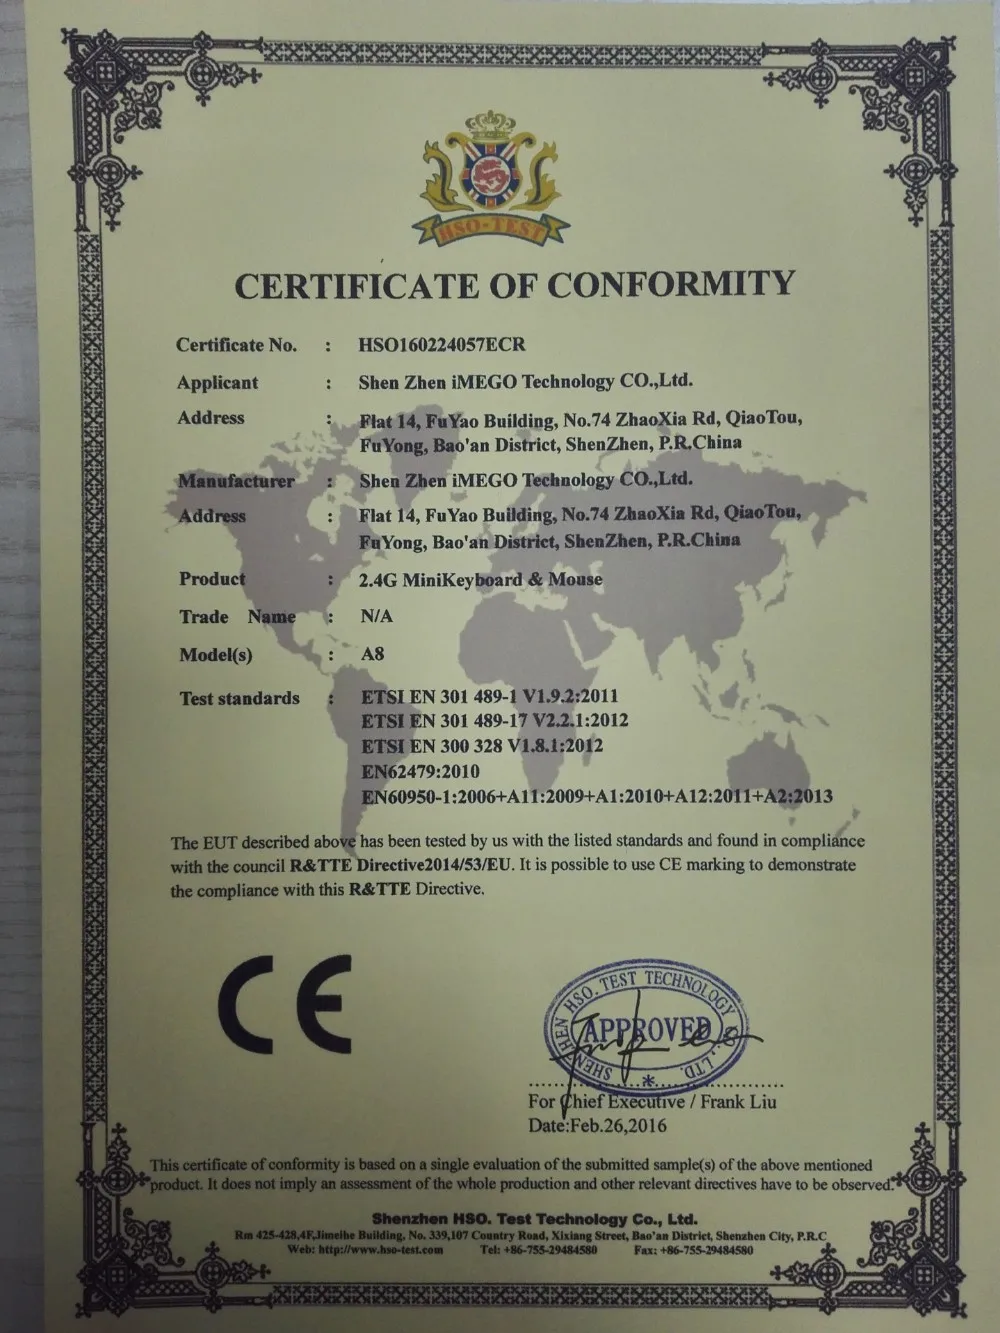 HSO-TEST
CERTIFICATE OF CONFORMITY
Certificate No. : HSO160224057ECR
Applicant : Shen Zhen iMEGO Technology CO.,Ltd.
Address : Flat 14, FuYao Building, No.74 ZhaoXia Rd, QiaoTou,
FuYong, Bao'an District, ShenZhen, P.R.China
Manufacturer : Shen Zhen iMEGO Technology CO.,Ltd.
Address : Flat 14, FuYao Building, No.74 ZhaoXia Rd, QiaoTou,
FuYong, Bao'an District, ShenZhen, P.R.China
Product : 2.4G MiniKeyboard & Mouse
Trade Name : N/A
Model(s) : A8
Test standards : ETSI EN 301 489-1 V1.9.2:2011
ETSI EN 301 489-17 V2.2.1:2012
ETSI EN 300 328 V1.8.1:2012
EN62479:2010
EN60950-1:2006+A11:2009+A1:2010+A12:2011+A2:2013
The EUT described above has been tested by us with the listed standards and found in compliance
with the council R&TTE Directive2014/53/EU. It is possible to use CE marking to demonstrate
the compliance with this R&TTE Directive.
CE
SHENZHEN HSO. TEST TECHNOLOGY CO., LTD.
APPROVED
For Chief Executive / Frank Liu
Date:Feb.26,2016
This certificate of conformity is based on a single evaluation of the submitted sample(s) of the above mentioned
product. It does not imply an assessment of the whole production and other relevant directives have to be observed.
Shenzhen HSO. Test Technology Co., Ltd.
Rm 425-428,4F,Jimeihe Building, No. 339,107 Country Road, Xixiang Street, Bao'an District, Shenzhen City, P.R.C
Web: http://www.hso-test.com Tel: +86-755-29484580 Fax: +86-755-29484580